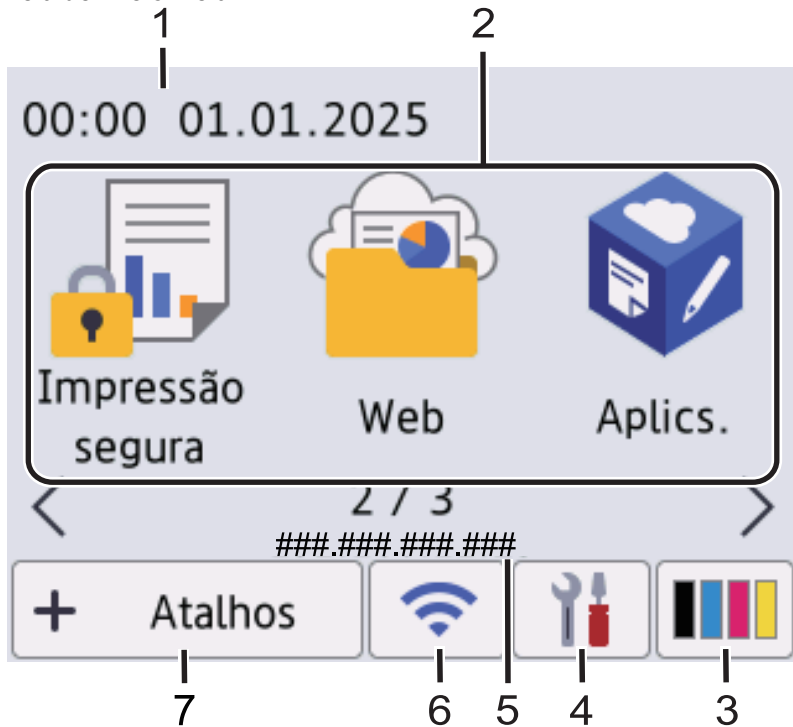 1 2
00:00 01.01.2025
Impressão
segura
Web
Aplics.
< 2 / 3 >
###.###.###.###
+ Atalhos
7 6 5 4 3